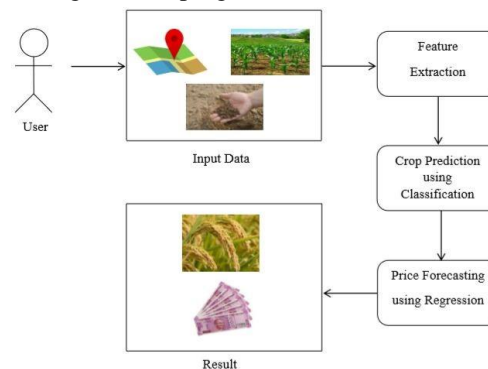 Feature
Extraction
User
Input Data
Crop Prediction
using
Classification
Price Forecasting
using Regression
Result